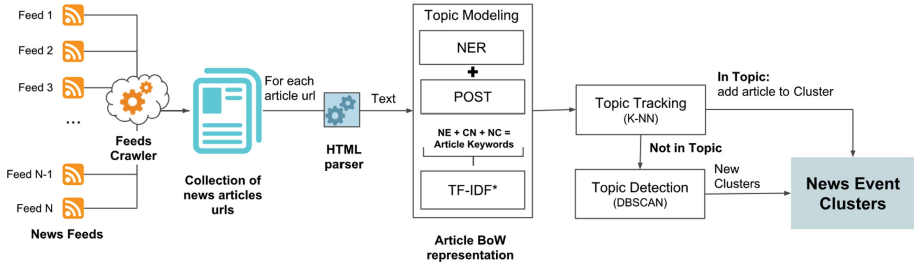 Feed 1
Feed 2
Feed 3
...
Feed N-1
Feed N
News Feeds
Feeds
Crawler
Collection of
news articles
urls
For each
article url
HTML
parser
Text
Topic Modeling
NER
+
POST
NE + CN + NC =
Article Keywords
TF-IDF*
Article BoW
representation
Topic Tracking
(K-NN)
In Topic:
add article to Cluster
Not in Topic
Topic Detection
(DBSCAN)
New
Clusters
News Event
Clusters